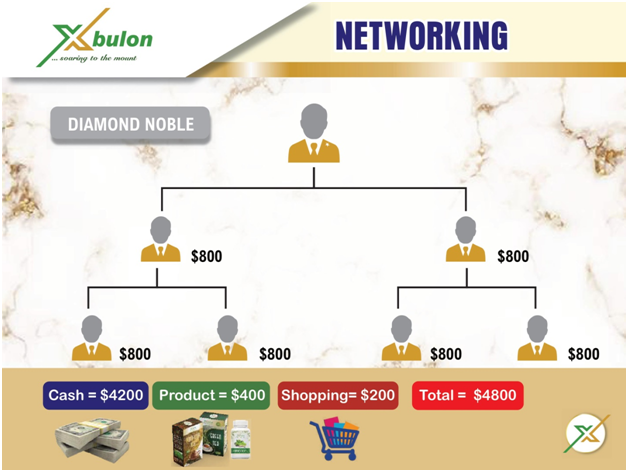 Xbulon
... soaring to the mount
NETWORKING
DIAMOND NOBLE
$800
$800
$800
$800
$800
$800
Cash = $4200
Product = $400
Shopping= $200
Total = $4800